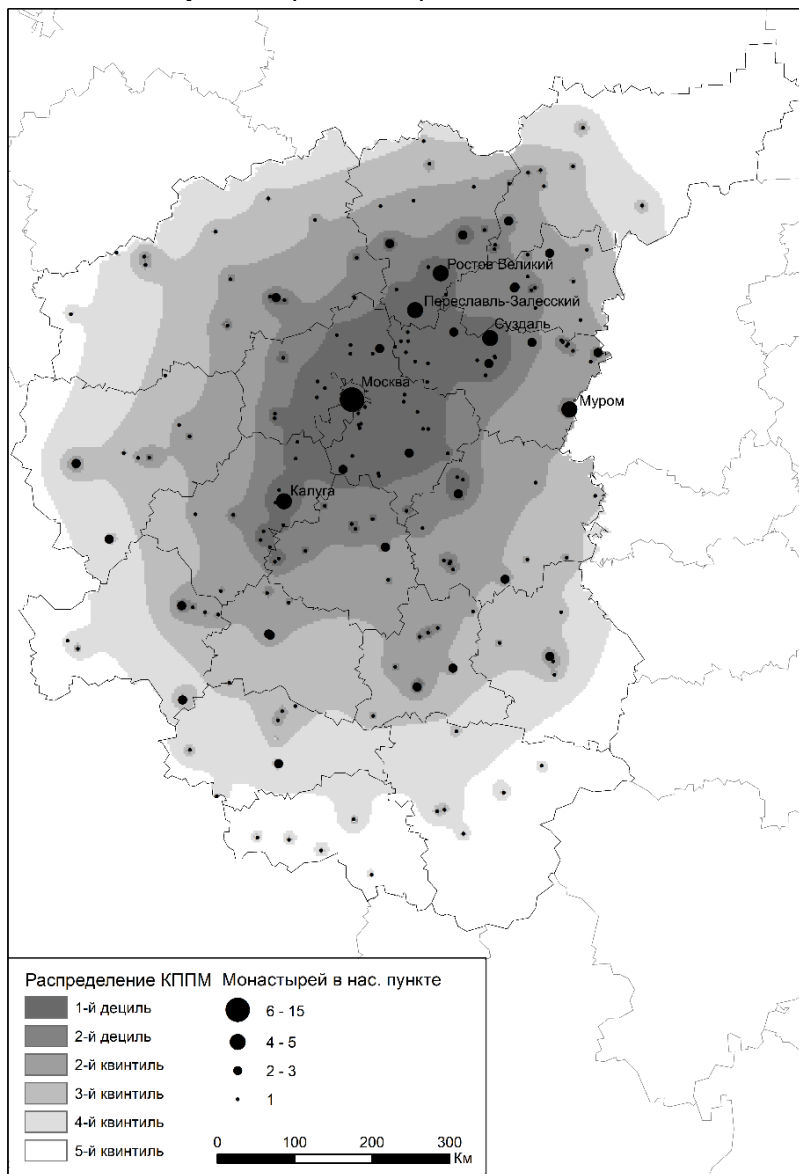 Ростов Великий
Переславль-Залесский
Суздаль
Москва
Муром
Калуга
Распределение КППМ
1-й дециль
2-й дециль
2-й квинтиль
3-й квинтиль
4-й квинтиль
5-й квинтиль
Монастырей в нас. пункте
6 - 15
4 - 5
2 - 3
1
0 100 200 300
Км